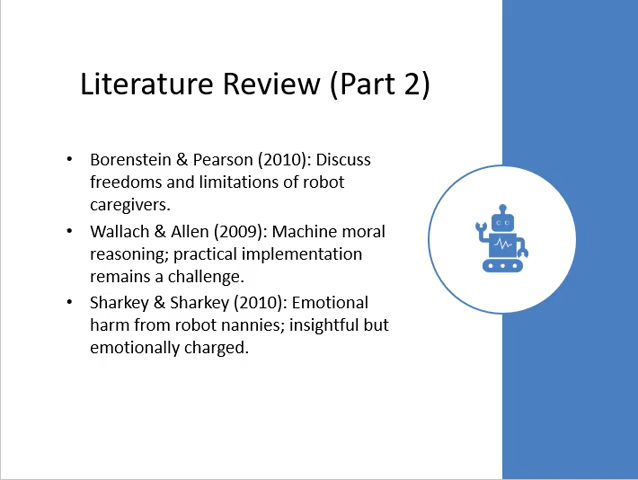 Literature Review (Part 2)
• Borenstein & Pearson (2010): Discuss
freedoms and limitations of robot
caregivers.
• Wallach & Allen (2009): Machine moral
reasoning; practical implementation
remains a challenge.
• Sharkey & Sharkey (2010): Emotional
harm from robot nannies; insightful but
emotionally charged.